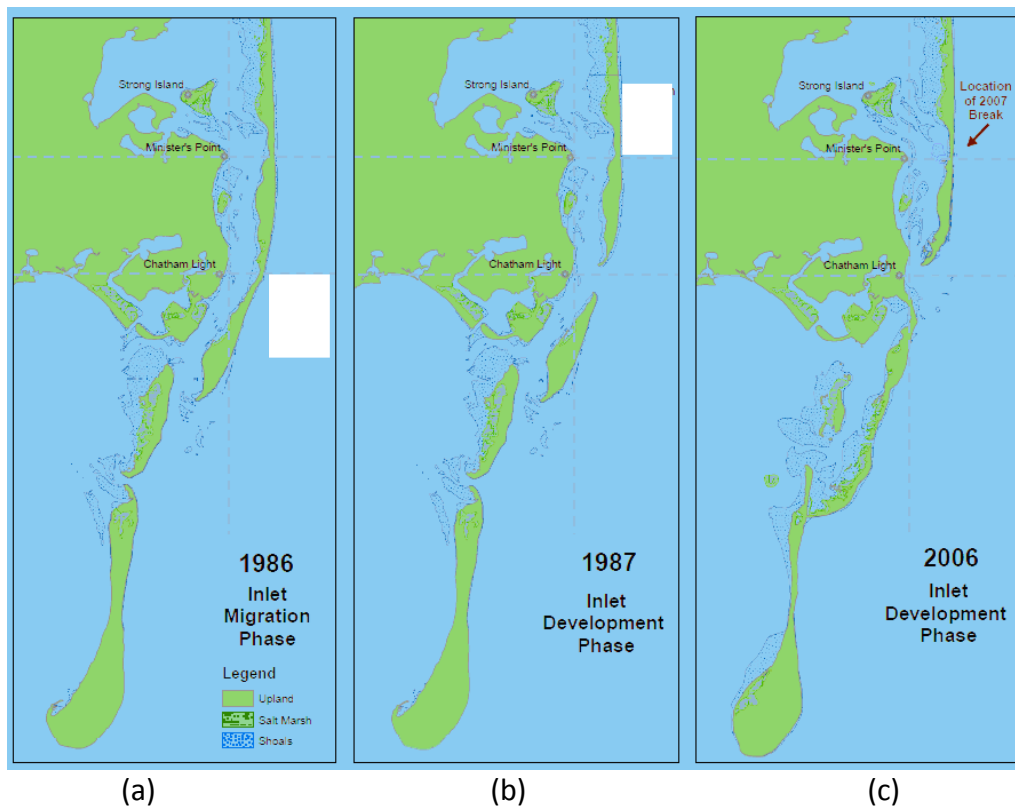 Strong Island
Minister's Point
Chatham Light
1986
Inlet
Migration
Phase
Legend
Upland
Salt Marsh
Shoals
(a)
Strong Island
Minister's Point
Chatham Light
1987
Inlet
Development
Phase
(b)
Strong Island
Location
of 2007
Break
Minister's Point
Chatham Light
2006
Inlet
Development
Phase
(c)